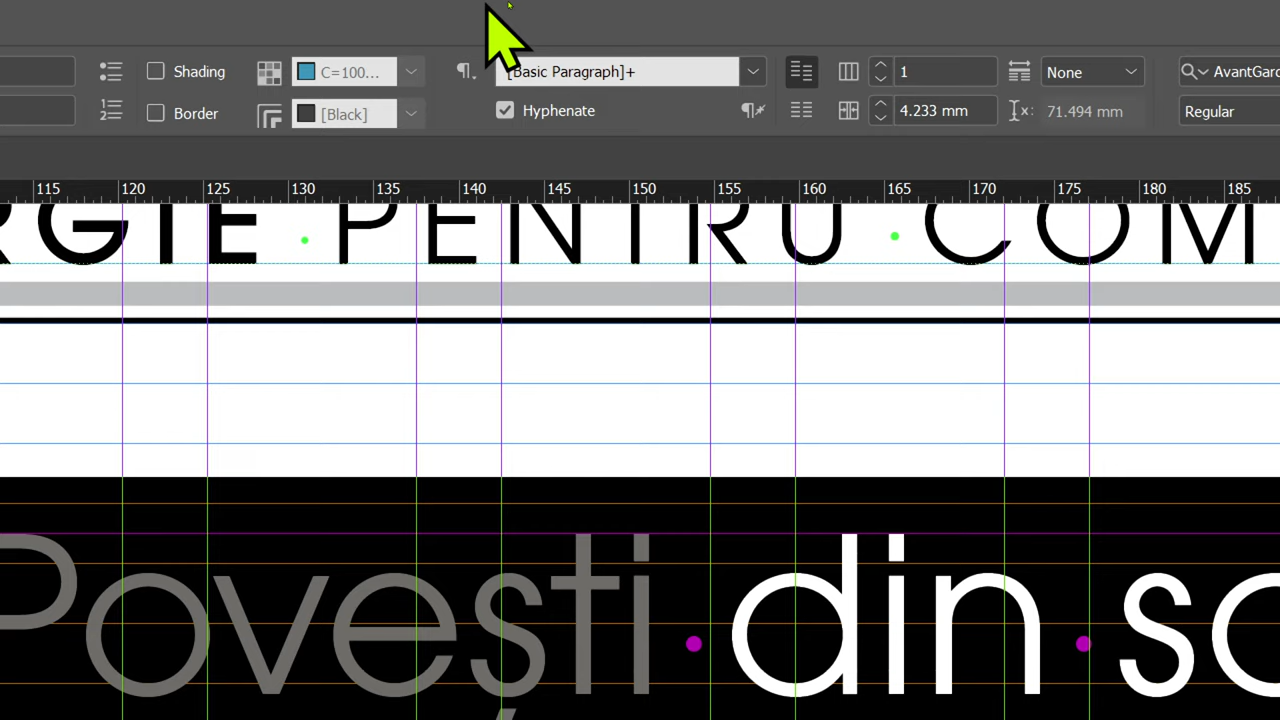 Shading C=100... [Basic Paragraph]+ 1 None AvantGard
Border [Black] Hyphenate 4.233 mm x: 71.494 mm Regular
115 120 125 130 135 140 145 150 155 160 165 170 175 180 185
RGIE PENTRU COM
Povești din so